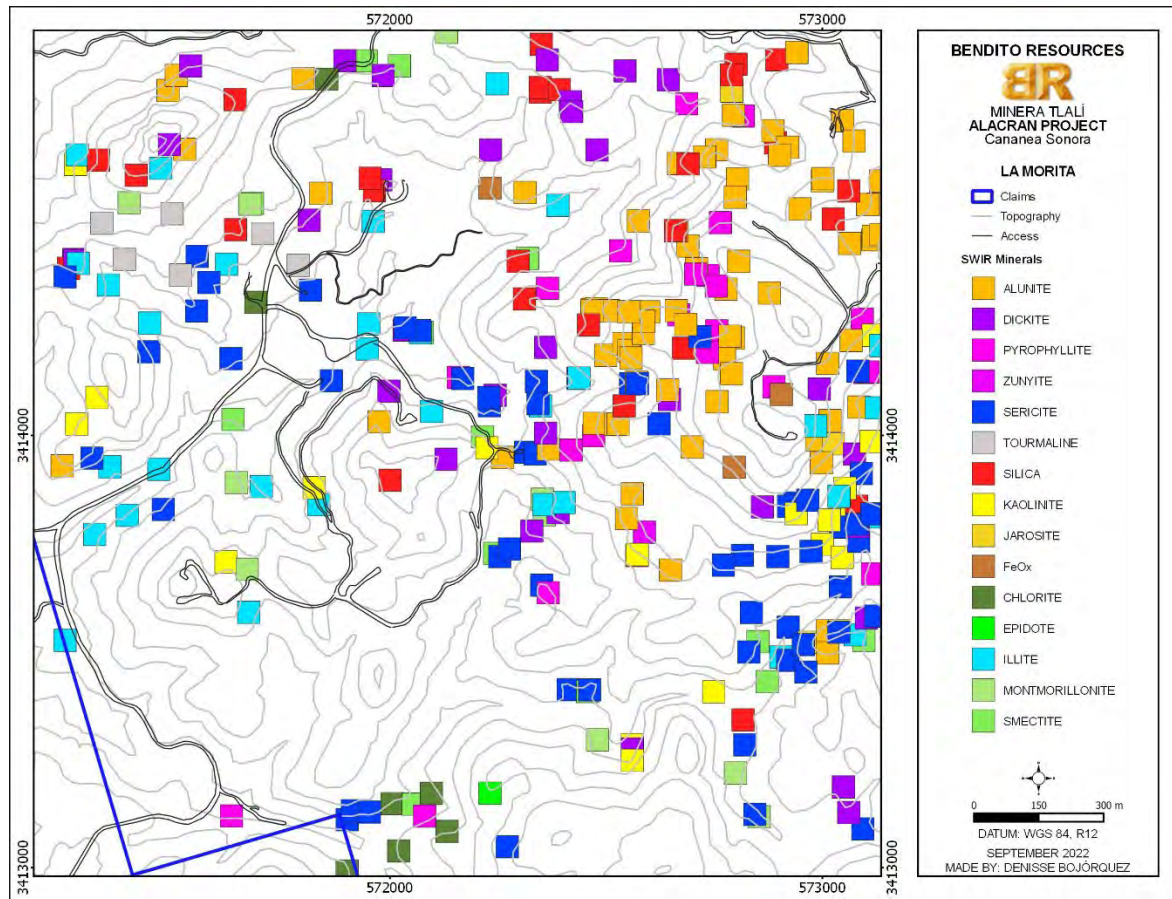 572000
573000
3414000
3413000
3414000
3413000
572000
573000
BENDITO RESOURCES
BR
MINERA TLALÍ
ALACRAN PROJECT
Cananea Sonora
LA MORITA
Claims
Topography
Access
SWIR Minerals
ALUNITE
DICKITE
PYROPHYLLITE
ZUNYITE
SERICITE
TOURMALINE
SILICA
KAOLINITE
JAROSITE
FeOx
CHLORITE
EPIDOTE
ILLITE
MONTMORILLONITE
SMECTITE
0 150 300 m
DATUM: WGS 84, R12
SEPTEMBER 2022
MADE BY: DENISSE BOJÓRQUEZ